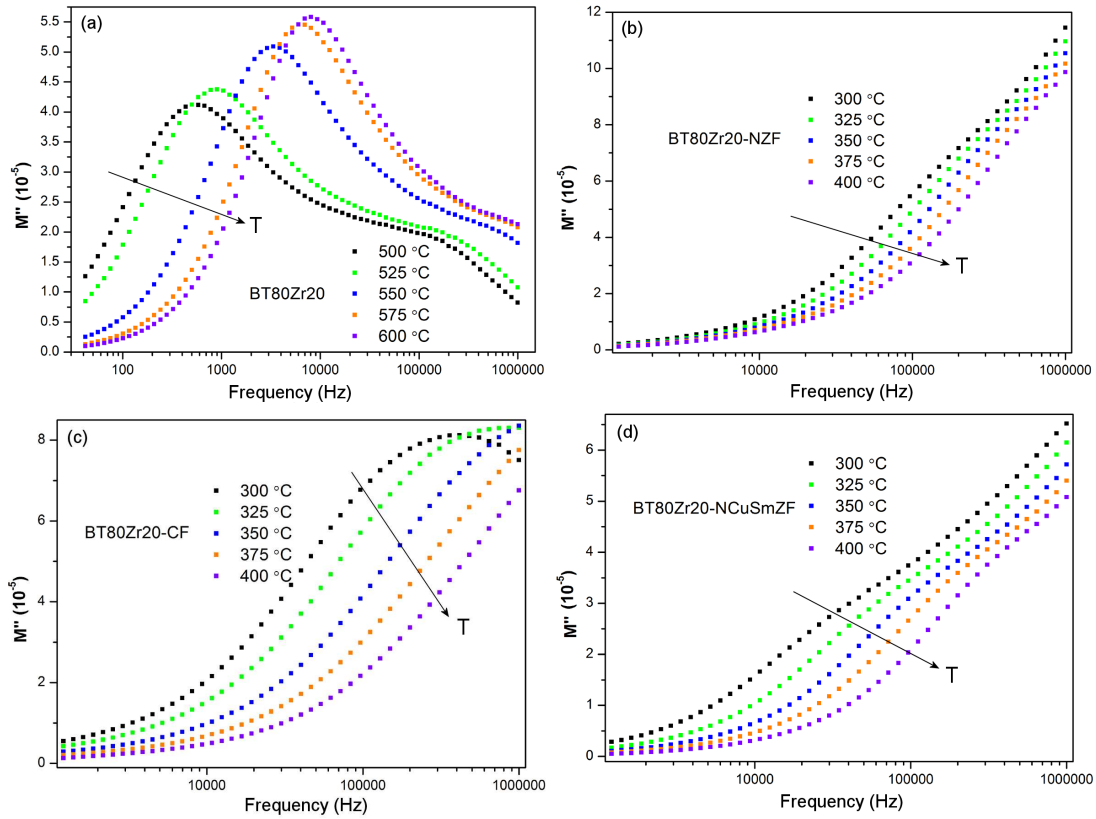 (a)
M'' (10-5)
5.5
5.0
4.5
4.0
3.5
3.0
2.5
2.0
1.5
1.0
0.5
0.0
T
BT80Zr20
500 °C
525 °C
550 °C
575 °C
600 °C
100
1000
10000
100000
1000000
Frequency (Hz)
(b)
M'' (10-5)
12
10
8
6
4
2
0
BT80Zr20-NZF
300 °C
325 °C
350 °C
375 °C
400 °C
T
10000
100000
1000000
Frequency (Hz)
(c)
M'' (10-5)
8
6
4
2
0
BT80Zr20-CF
300 °C
325 °C
350 °C
375 °C
400 °C
T
10000
100000
1000000
Frequency (Hz)
(d)
M'' (10-5)
6
5
4
3
2
1
0
BT80Zr20-NCuSmZF
300 °C
325 °C
350 °C
375 °C
400 °C
T
10000
100000
1000000
Frequency (Hz)